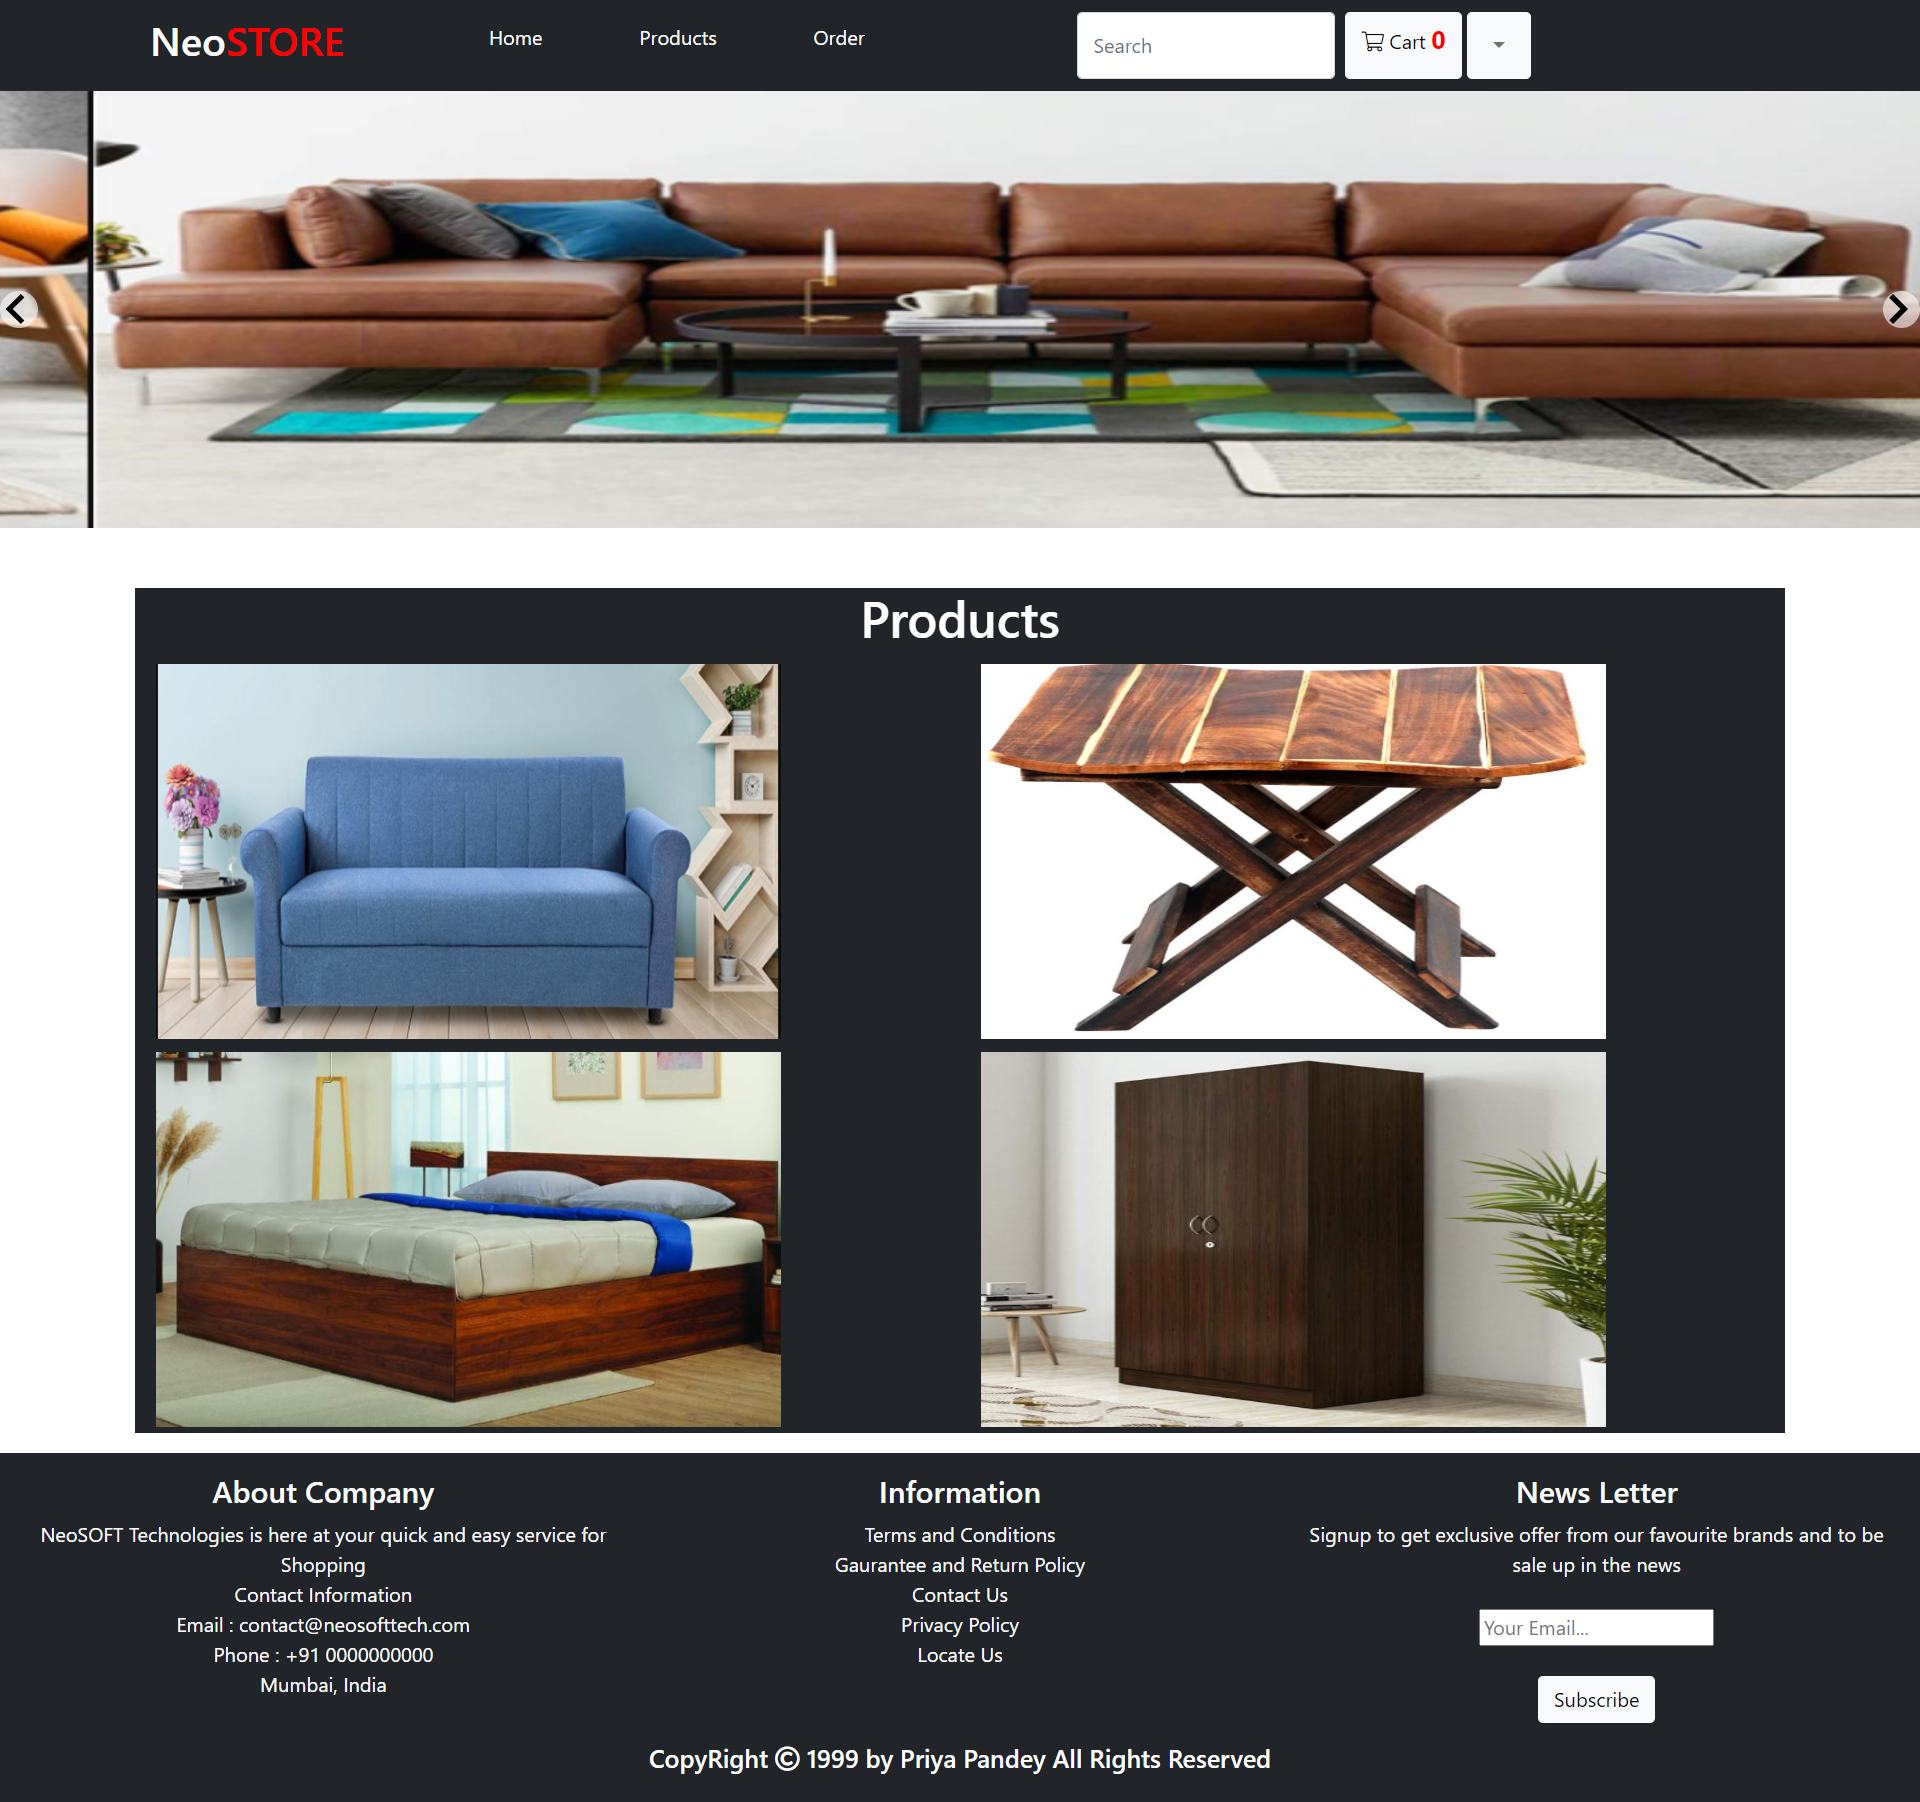 NeoSTORE
Home
Products
Order
Search
Cart 0
Products
About Company
NeoSOFT Technologies is here at your quick and easy service for
Shopping
Contact Information
Email : contact@neosofttech.com
Phone : +91 0000000000
Mumbai, India
Information
Terms and Conditions
Gaurantee and Return Policy
Contact Us
Privacy Policy
Locate Us
News Letter
Signup to get exclusive offer from our favourite brands and to be
sale up in the news
Your Email...
Subscribe
CopyRight © 1999 by Priya Pandey All Rights Reserved